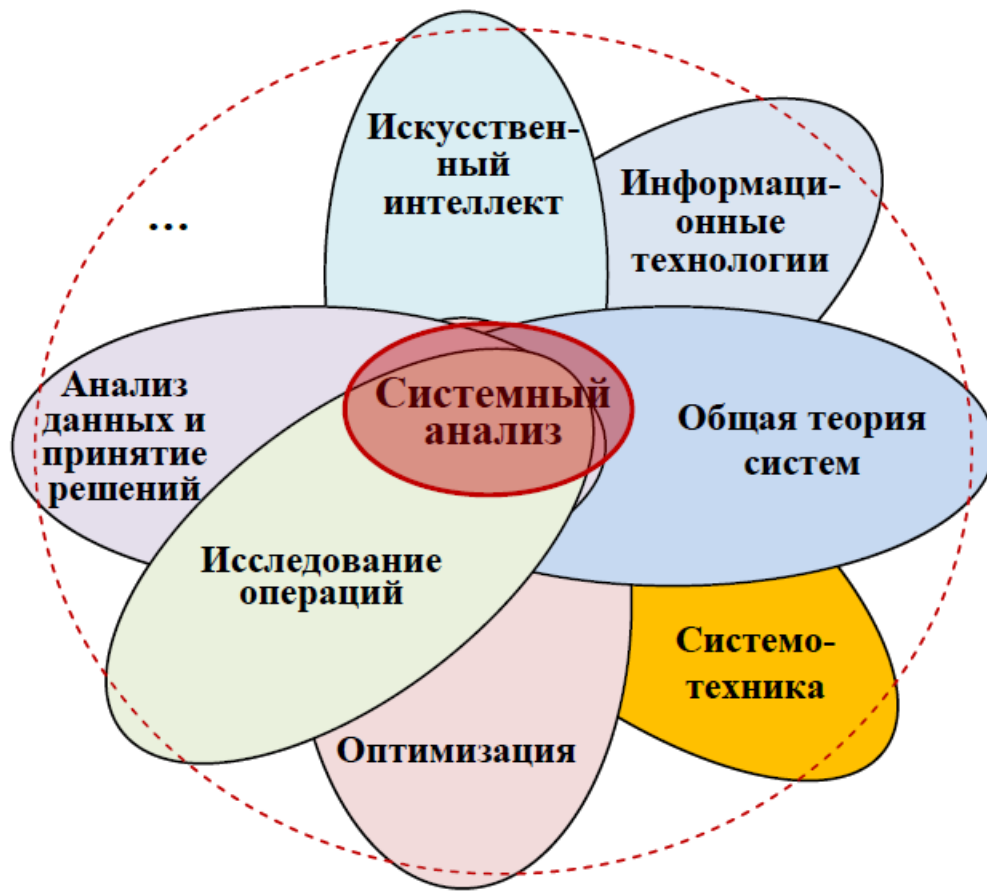 Искусствен-
ный
интеллект
Информаци-
онные
технологии
...
Анализ
данных и
принятие
решений
Системный
анализ
Общая теория
систем
Исследование
операций
Системо-
техника
Оптимизация